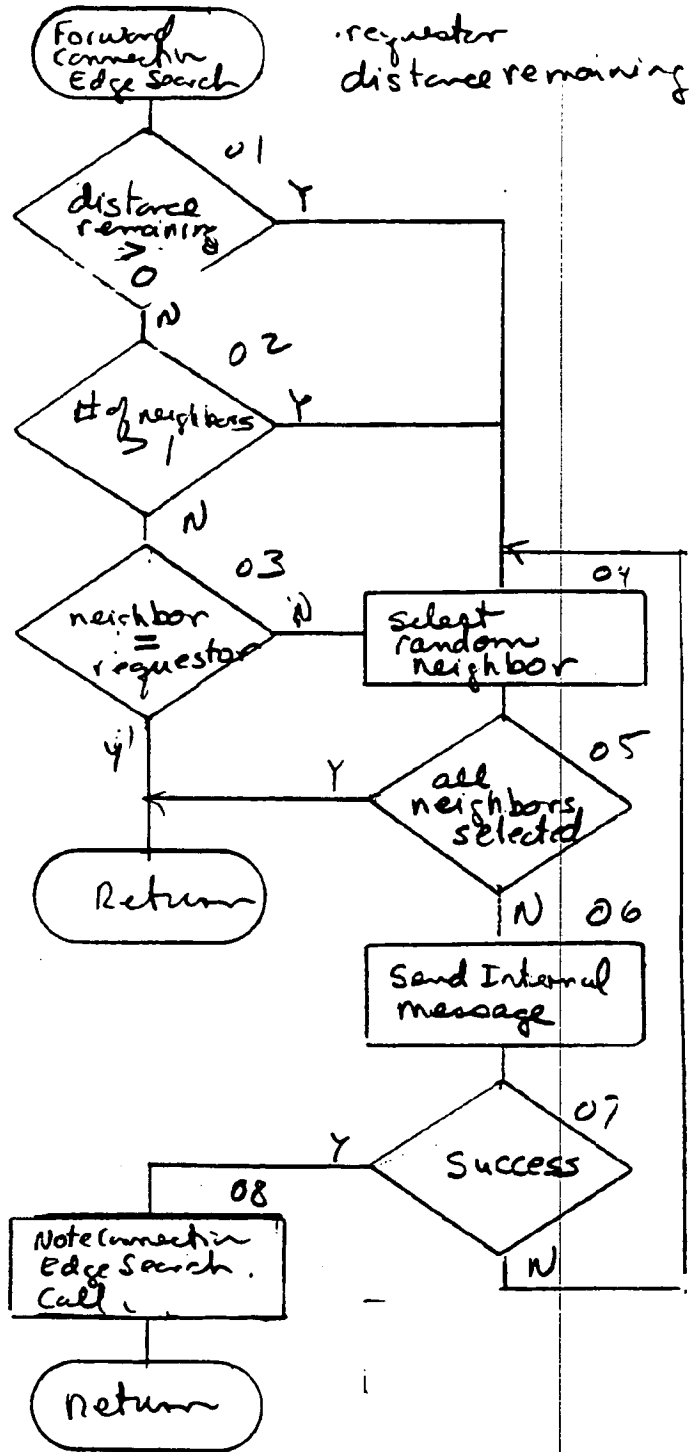 Forward
Connection
Edge Search
.requestor
distance remaining
01
distance
remaining
>
0
Y
N
02
# of neighbors
> 1
Y
N
03
neighbor
=
requestor
N
Y
04
Select
random
neighbor
05
all
neighbors
selected
Y
N
Return
06
Send Internal
message
07
Success
Y
N
08
Note Connection
Edge Search.
Call.
Return